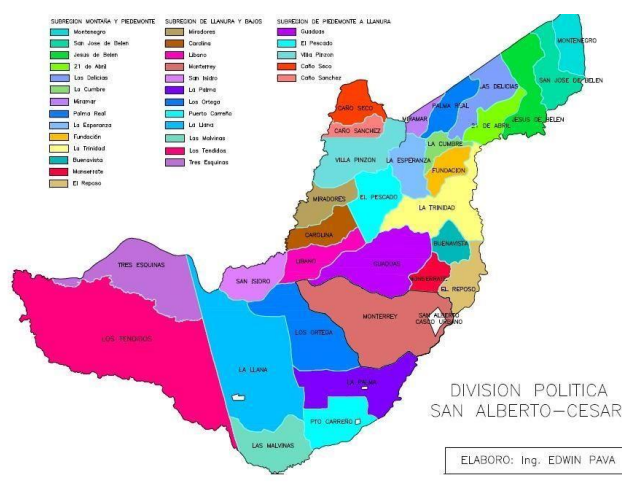 SUBREGION MONTAÑA Y PIEDEMONTE
Montenegro
San Jose de Belen
Jesus de Belen
21 de Abril
Las Delicias
La Cumbre
Miramar
Palma Real
La Esperanza
Fundación
La Trinidad
Buenavista
Monserrate
El Reposo
SUBREGION DE LLANURA Y BAJOS
Miradores
Carolina
Libano
Monterrey
San Isidro
La Palma
Los Ortega
Puerto Carreño
La Llana
Las Malvinas
Los Tendidos
Tres Esquinas
SUBREGION DE PIEDEMONTE A LLANURA
Guaduas
El Pescado
Villa Pinzon
Caño Seco
Caño Sanchez
MONTENEGRO
SAN JOSE DE BELEN
LAS DELICIAS
CAÑO SECO
PALMA REAL
MIRAMAR
21 DE ABRIL
JESUS DE BELEN
CAÑO SANCHEZ
LA CUMBRE
VILLA PINZON
LA ESPERANZA
FUNDACION
EL PESCADO
MIRADORES
LA TRINIDAD
CAROLINA
BUENAVISTA
TRES ESQUINAS
LIBANO
GUADUAS
SAN ISIDRO
MONSERRATE
EL REPOSO
MONTERREY
SAN ALBERTO
CASCO URBANO
LOS ORTEGA
LOS TENDIDOS
LA LLANA
LA PALMA
PTO CARREÑO
LAS MALVINAS
DIVISION POLITICA
SAN ALBERTO-CESAR
ELABORO: Ing. EDWIN PAVA